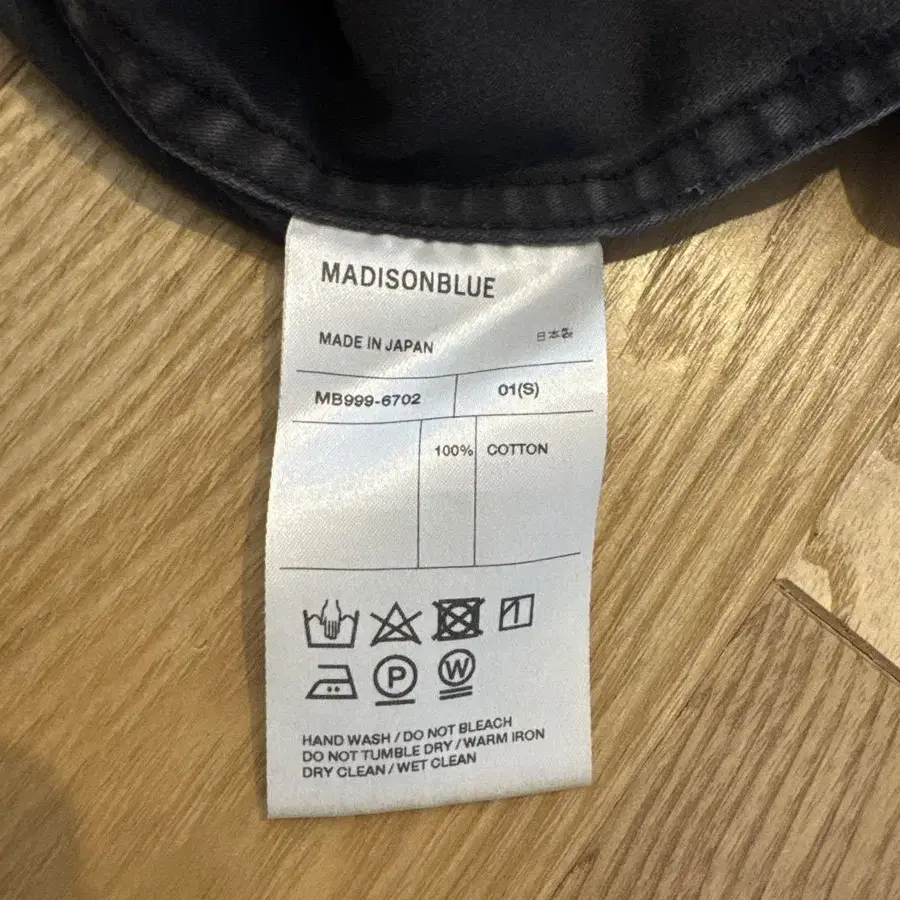 MADISONBLUE
MADE IN JAPAN 日本製
MB999-6702 01(S)
100% COTTON
P W
HAND WASH / DO NOT BLEACH
DO NOT TUMBLE DRY / WARM IRON
DRY CLEAN / WET CLEAN